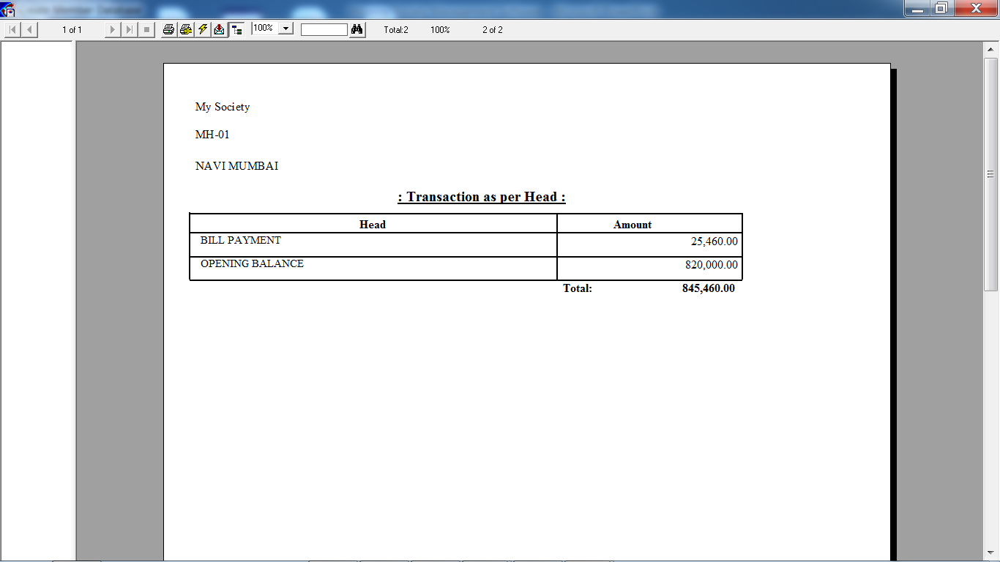 1 of 1
100%
Total:2
100%
2 of 2
My Society
MH-01
NAVI MUMBAI
: Transaction as per Head :
Head Amount
BILL PAYMENT 25,460.00
OPENING BALANCE 820,000.00
Total: 845,460.00